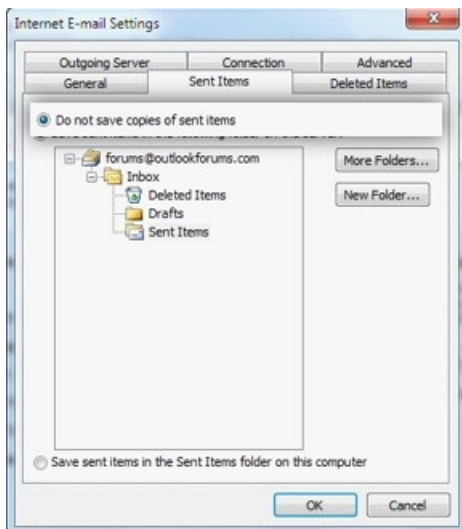 Internet E-mail Settings
Outgoing Server Connection Advanced
General Sent Items Deleted Items
Do not save copies of sent items
forums@outlookforums.com
Inbox
Deleted Items
Drafts
Sent Items
More Folders...
New Folder...
Save sent items in the Sent Items folder on this computer
OK Cancel